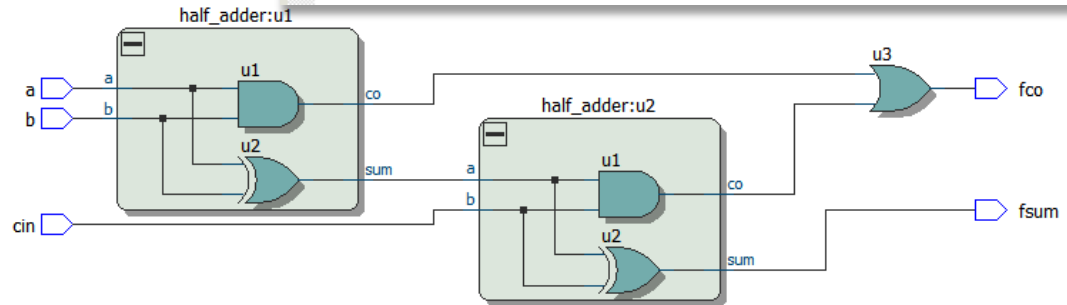 half_adder:u1
u3
u1
a
a
co
fco
b
b
half_adder:u2
u2
u1
sum
a
co
b
cin
fsum
u2
sum